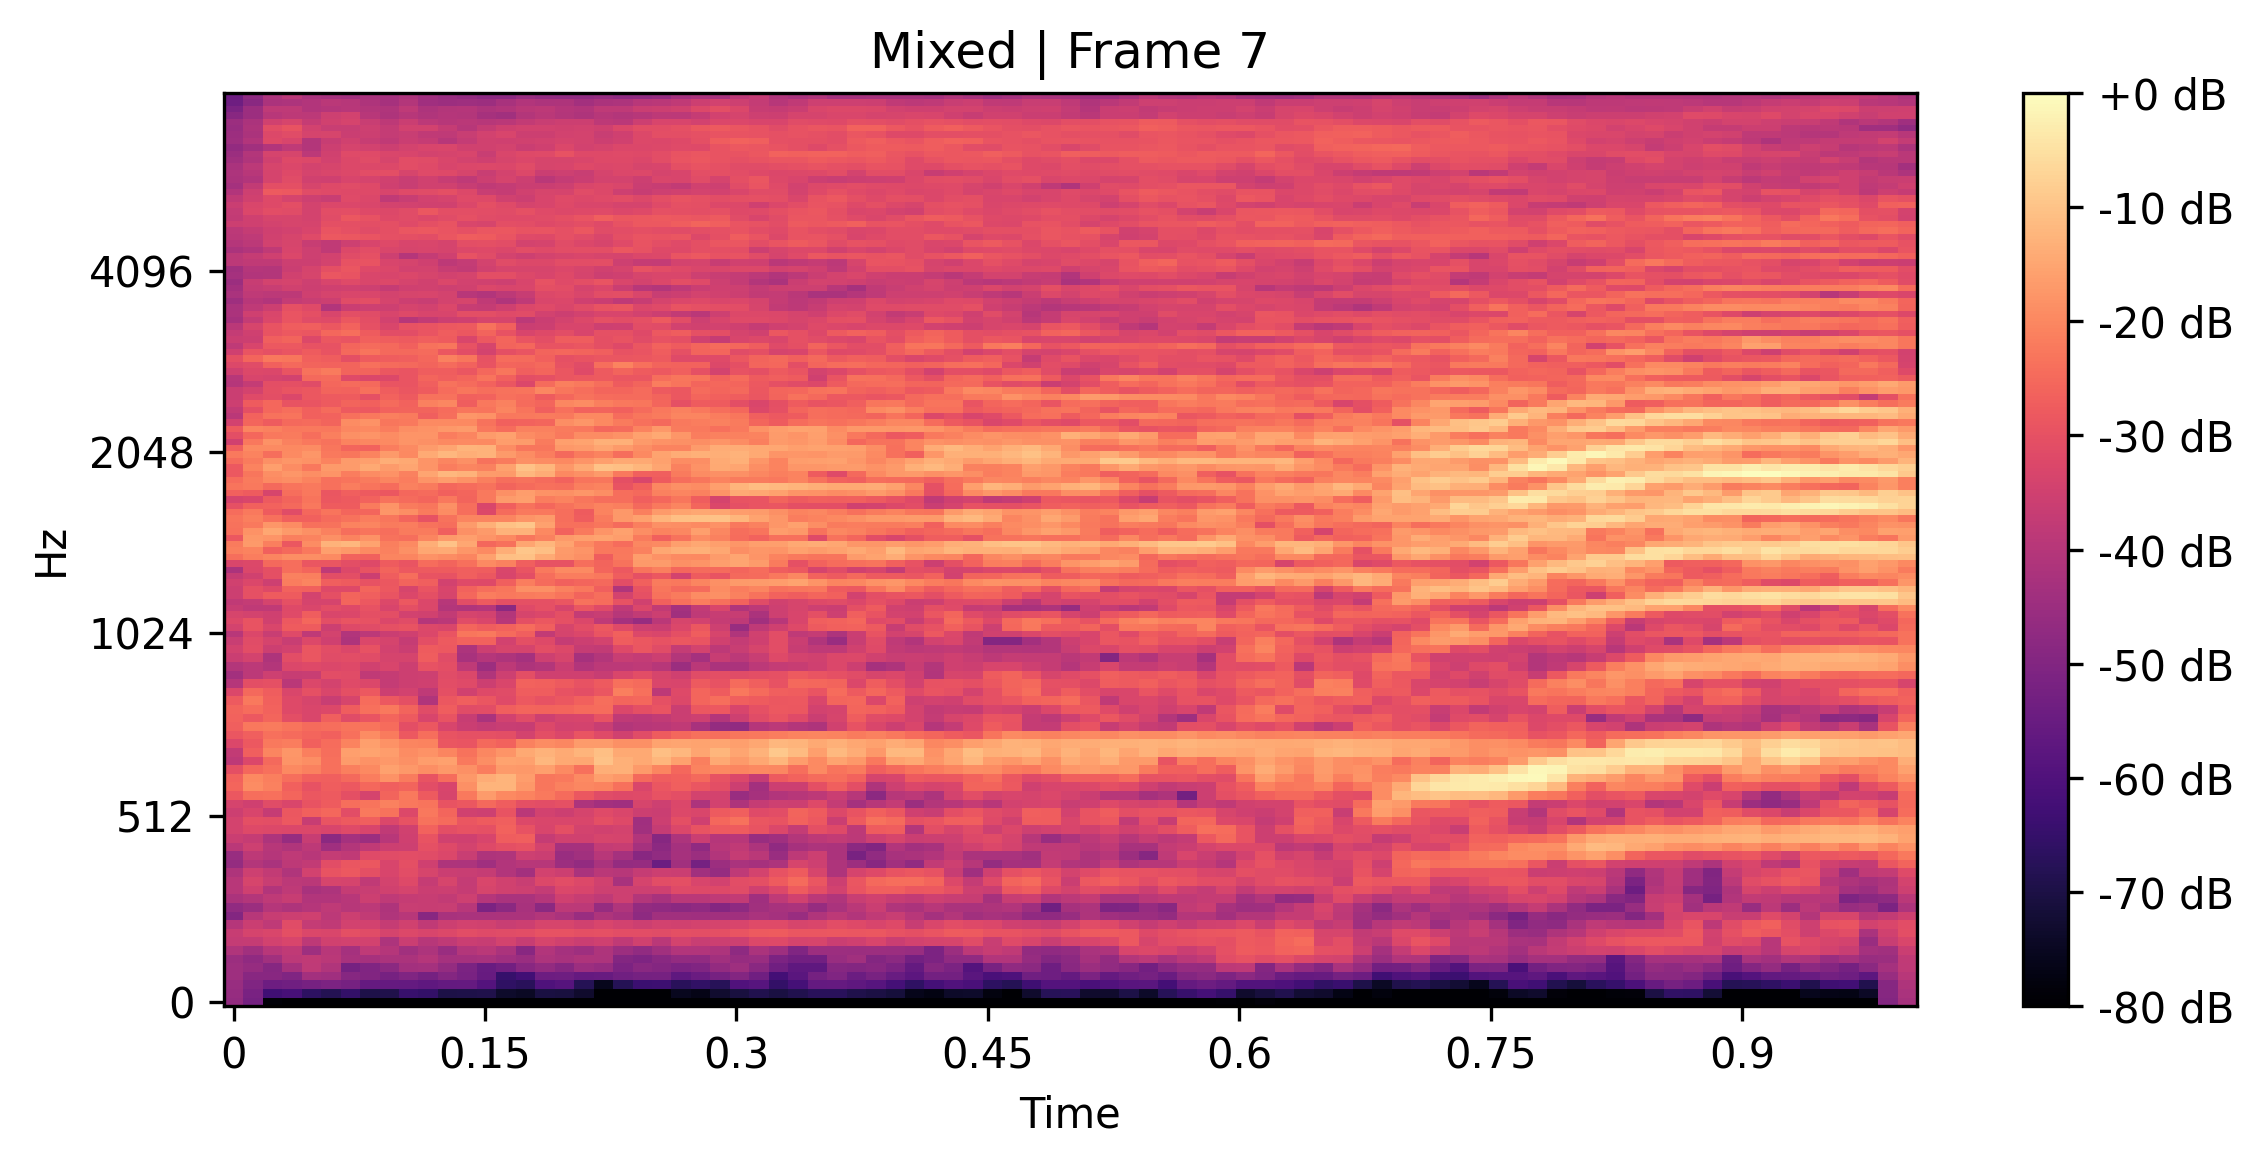 Mixed | Frame 7
+0 dB
-10 dB
-20 dB
-30 dB
-40 dB
-50 dB
-60 dB
-70 dB
-80 dB
4096
2048
1024
512
0
Hz
0 0.15 0.3 0.45 0.6 0.75 0.9
Time